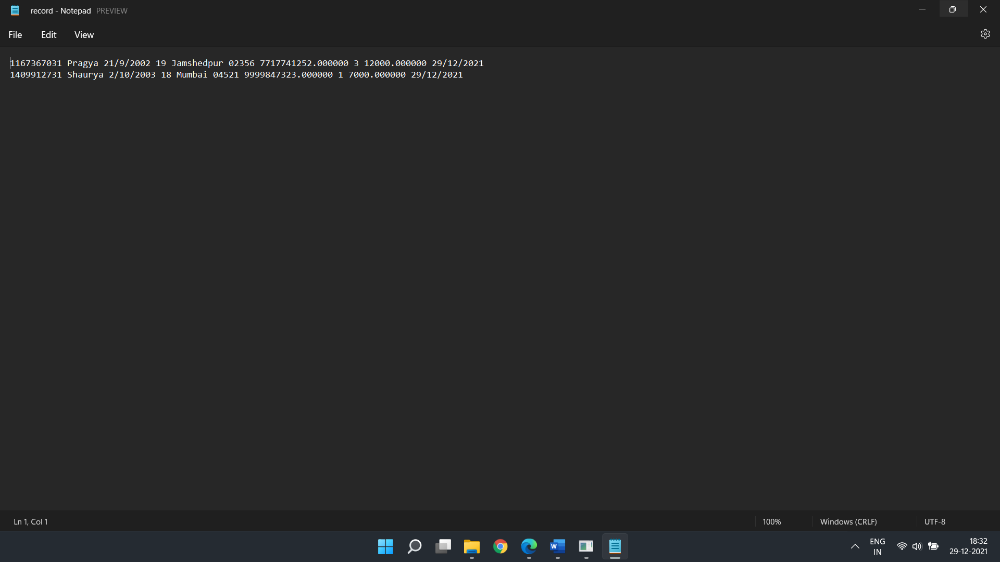 record - Notepad PREVIEW
File Edit View
1167367031 Pragya 21/9/2002 19 Jamshedpur 02356 7717741252.000000 3 12000.000000 29/12/2021
1409912731 Shaurya 2/10/2003 18 Mumbai 04521 9999847323.000000 1 7000.000000 29/12/2021
Ln 1, Col 1 100% Windows (CRLF) UTF-8
W
ENG
IN
18:32
29-12-2021